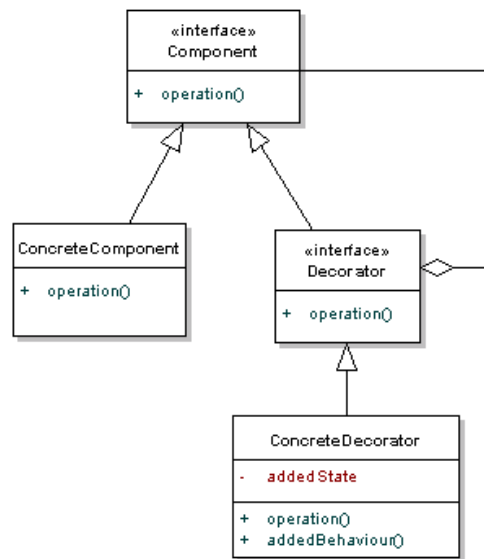 «interface»
Component
+ operation()
ConcreteComponent
+ operation()
«interface»
Decorator
+ operation()
ConcreteDecorator
- addedState
+ operation()
+ addedBehaviour()